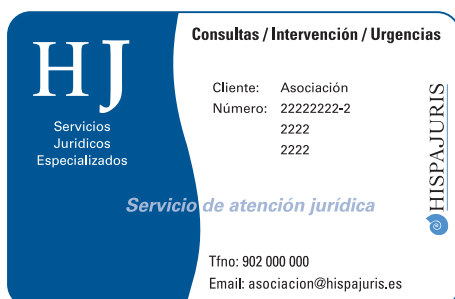 HJ
Servicios
Juridicos
Especializados
Consultas / Intervención / Urgencias
Cliente: Asociación
Número: 22222222-2
2222
2222
HISPAJURIS
Servicio de atención jurídica
Tfno: 902 000 000
Email: asociacion@hispajuris.es